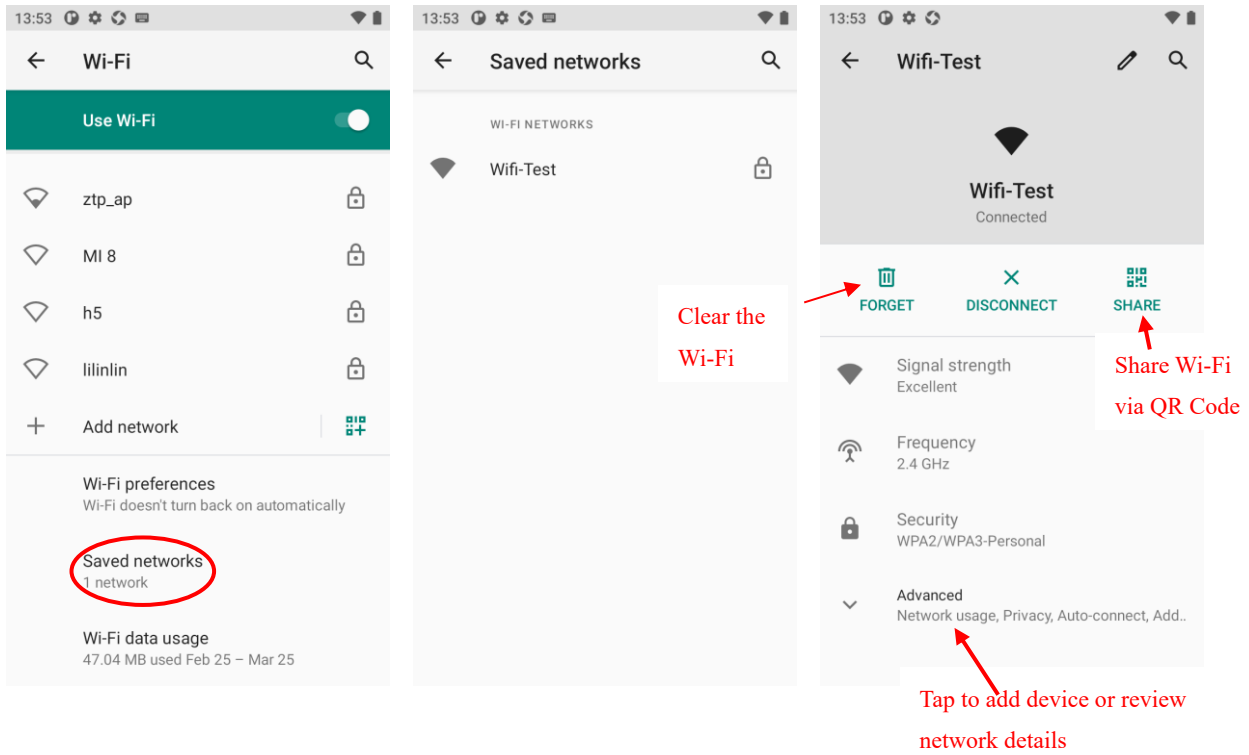 13:53
Wi-Fi
Use Wi-Fi
ztp_ap
MI 8
h5
lilinlin
Add network
Wi-Fi preferences
Wi-Fi doesn't turn back on automatically
Saved networks
1 network
Wi-Fi data usage
47.04 MB used Feb 25 – Mar 25
13:53
Saved networks
WI-FI NETWORKS
Wifi-Test
Clear the
Wi-Fi
13:53
Wifi-Test
Wifi-Test
Connected
FORGET
DISCONNECT
SHARE
Share Wi-Fi
via QR Code
Signal strength
Excellent
Frequency
2.4 GHz
Security
WPA2/WPA3-Personal
Advanced
Network usage, Privacy, Auto-connect, Add..
Tap to add device or review
network details